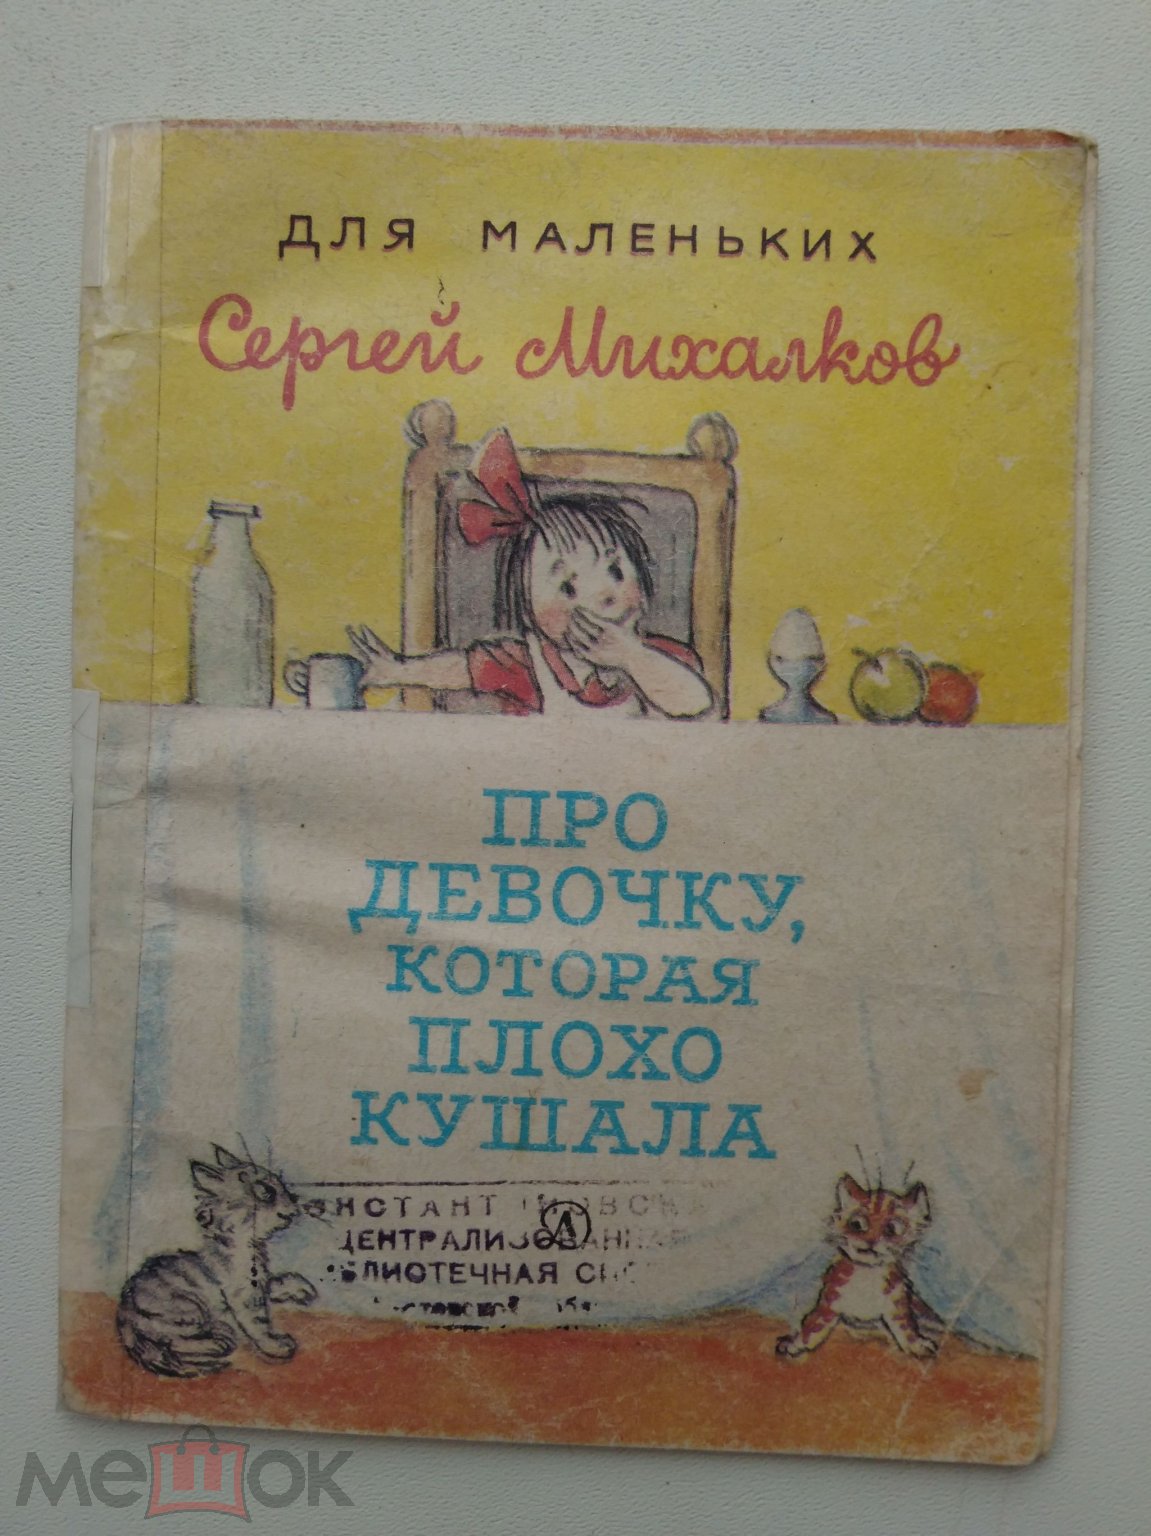 ДЛЯ МАЛЕНЬКИХ
Сергей Михалков
ПРО
ДЕВОЧКУ,
КОТОРАЯ
ПЛОХО
КУШАЛА
ЦЕНТРАЛИЗОВАННАЯ
БИБЛИОТЕЧНАЯ
мешок